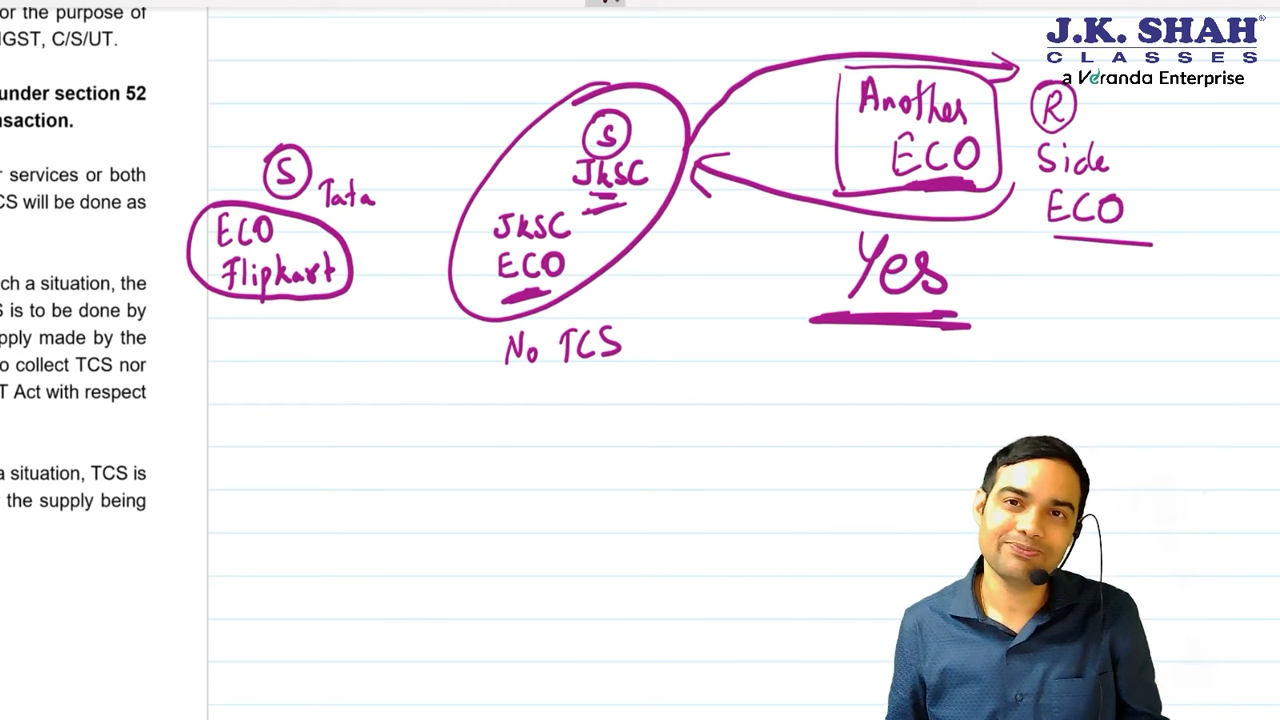 or the purpose of
IGST, C/S/UT.
under section 52
nsaction.
r services or both
CS will be done as
ch a situation, the
S is to be done by
pply made by the
o collect TCS nor
T Act with respect
a situation, TCS is
the supply being
S
Tata
ECO
Flipkart
S
JKSC
JKSC
ECO
No TCS
Another
ECO
Yes
R
Side
ECO
J.K. SHAH®
CLASSES
a Veranda Enterprise